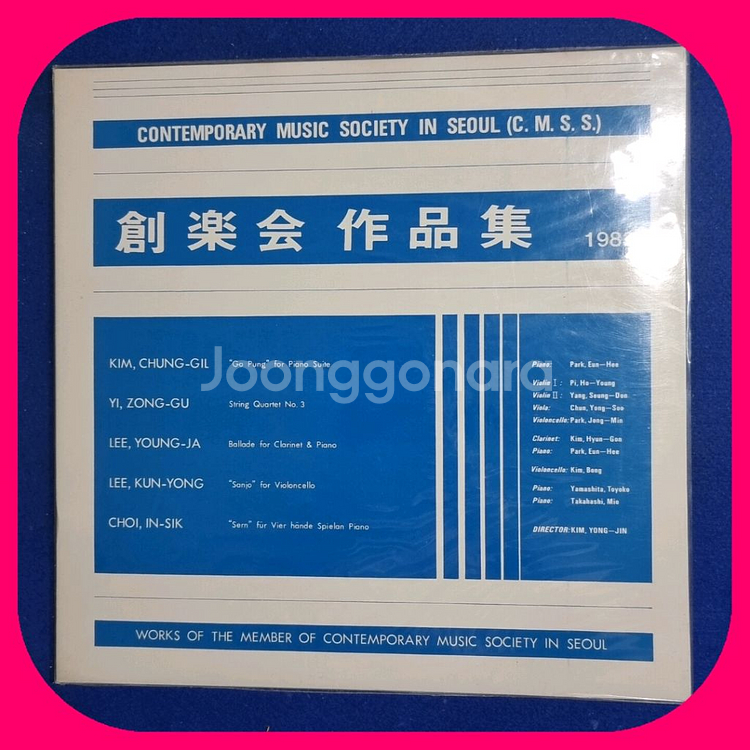 CONTEMPORARY MUSIC SOCIETY IN SEOUL (C. M. S. S.)
創楽会 作品集
KIM, CHUNG-GIL "Ga Pung" for Piano Suite
YI, ZONG-GU String Quartet No. 3
LEE, YOUNG-JA Ballade for Clarinet & Piano
LEE, KUN-YONG "Sanjo" for Violoncello
CHOI, IN-SIK "Sern" für Vier hände Spielan Piano
Piano: Park, Eun-Hee
Violin I: Pi, Ho-Young
Violin II: Yang, Seung-Don
Viola: Chun, Yong-Soo
Violoncello: Park, Jong-Min
Clarinet: Kim, Hyun-Gon
Piano: Park, Eun-Hee
Violoncello: Kim, Bong
Piano: Yamashita, Toyoko
Piano: Takahashi, Mio
DIRECTOR: KIM, YONG-JIN
WORKS OF THE MEMBER OF CONTEMPORARY MUSIC SOCIETY IN SEOUL
Joonggonara